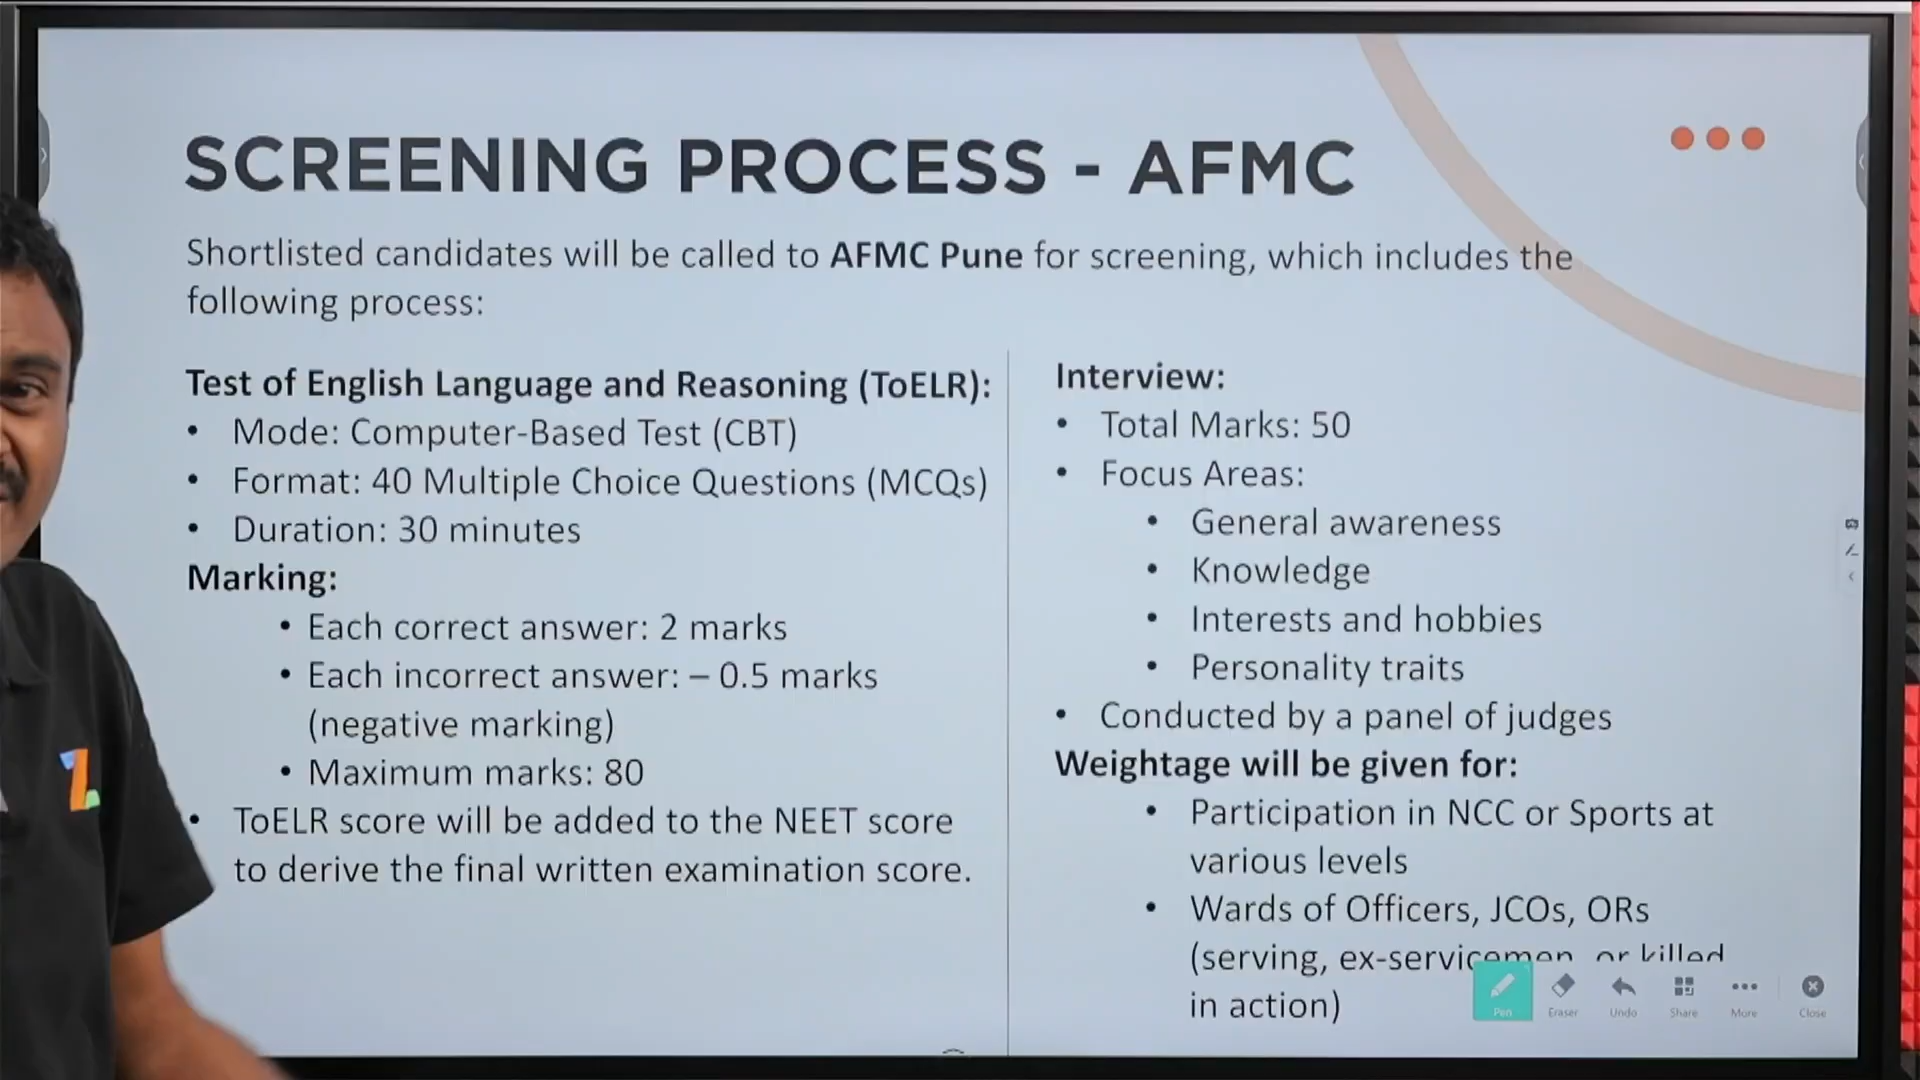 SCREENING PROCESS - AFMC
Shortlisted candidates will be called to AFMC Pune for screening, which includes the
following process:
Test of English Language and Reasoning (ToELR):
• Mode: Computer-Based Test (CBT)
• Format: 40 Multiple Choice Questions (MCQs)
• Duration: 30 minutes
Marking:
• Each correct answer: 2 marks
• Each incorrect answer: – 0.5 marks
(negative marking)
• Maximum marks: 80
• ToELR score will be added to the NEET score
to derive the final written examination score.
Interview:
• Total Marks: 50
• Focus Areas:
• General awareness
• Knowledge
• Interests and hobbies
• Personality traits
• Conducted by a panel of judges
Weightage will be given for:
• Participation in NCC or Sports at
various levels
• Wards of Officers, JCOs, ORs
(serving, ex-servicemen, or killed
in action)
Pen
Eraser
Undo
Share
More
Close